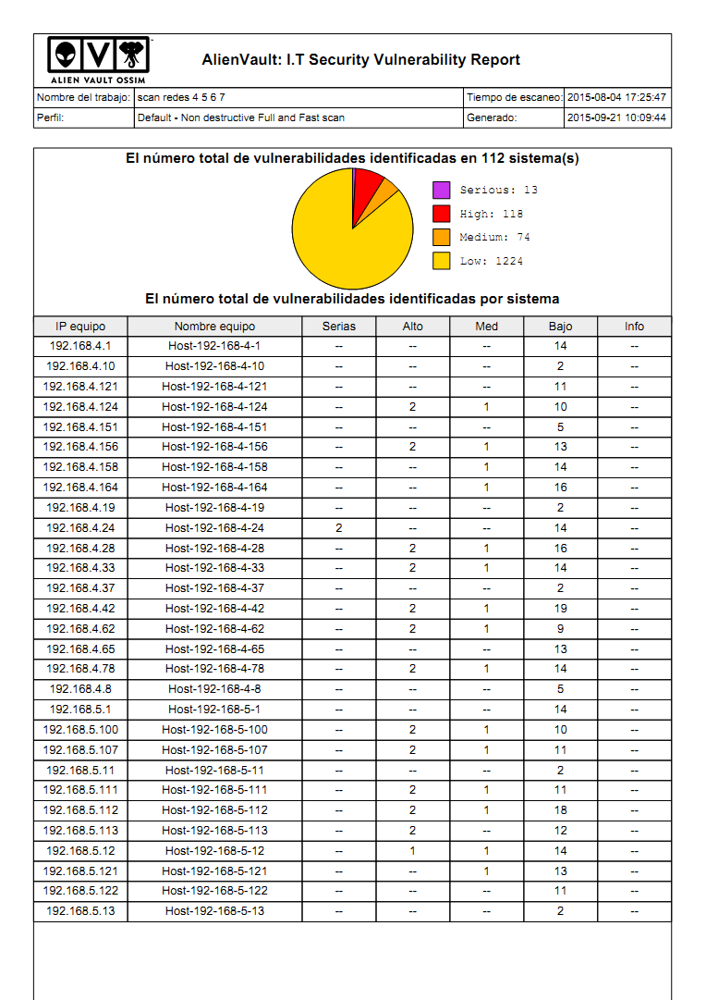 AlienVault: I.T Security Vulnerability Report
ALIEN VAULT OSSIM
Nombre del trabajo: scan redes 4 5 6 7 Tiempo de escaneo: 2015-08-04 17:25:47
Perfil: Default - Non destructive Full and Fast scan Generado: 2015-09-21 10:09:44
El número total de vulnerabilidades identificadas en 112 sistema(s)
Serious: 13
High: 118
Medium: 74
Low: 1224
El número total de vulnerabilidades identificadas por sistema
IP equipo Nombre equipo Serias Alto Med Bajo Info
192.168.4.1 Host-192-168-4-1 -- -- -- 14 --
192.168.4.10 Host-192-168-4-10 -- -- -- 2 --
192.168.4.121 Host-192-168-4-121 -- -- -- 11 --
192.168.4.124 Host-192-168-4-124 -- 2 1 10 --
192.168.4.151 Host-192-168-4-151 -- -- -- 5 --
192.168.4.156 Host-192-168-4-156 -- 2 1 13 --
192.168.4.158 Host-192-168-4-158 -- -- 1 14 --
192.168.4.164 Host-192-168-4-164 -- -- 1 16 --
192.168.4.19 Host-192-168-4-19 -- -- -- 2 --
192.168.4.24 Host-192-168-4-24 2 -- -- 14 --
192.168.4.28 Host-192-168-4-28 -- 2 1 16 --
192.168.4.33 Host-192-168-4-33 -- 2 1 14 --
192.168.4.37 Host-192-168-4-37 -- -- -- 2 --
192.168.4.42 Host-192-168-4-42 -- 2 1 19 --
192.168.4.62 Host-192-168-4-62 -- 2 1 9 --
192.168.4.65 Host-192-168-4-65 -- -- -- 13 --
192.168.4.78 Host-192-168-4-78 -- 2 1 14 --
192.168.4.8 Host-192-168-4-8 -- -- -- 5 --
192.168.5.1 Host-192-168-5-1 -- -- -- 14 --
192.168.5.100 Host-192-168-5-100 -- 2 1 10 --
192.168.5.107 Host-192-168-5-107 -- 2 1 11 --
192.168.5.11 Host-192-168-5-11 -- -- -- 2 --
192.168.5.111 Host-192-168-5-111 -- 2 1 11 --
192.168.5.112 Host-192-168-5-112 -- 2 1 18 --
192.168.5.113 Host-192-168-5-113 -- 2 -- 12 --
192.168.5.12 Host-192-168-5-12 -- 1 1 14 --
192.168.5.121 Host-192-168-5-121 -- -- 1 13 --
192.168.5.122 Host-192-168-5-122 -- -- -- 11 --
192.168.5.13 Host-192-168-5-13 -- -- -- 2 --